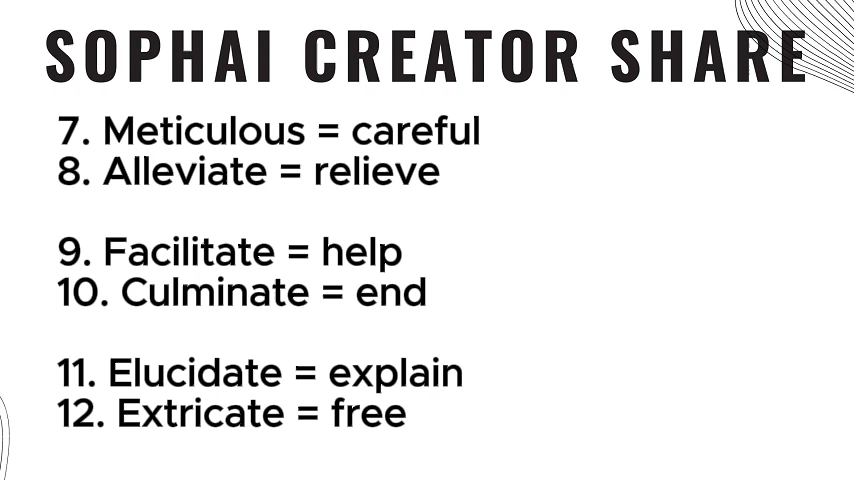 SOPHAI CREATOR SHARE
7. Meticulous = careful
8. Alleviate = relieve
9. Facilitate = help
10. Culminate = end
11. Elucidate = explain
12. Extricate = free